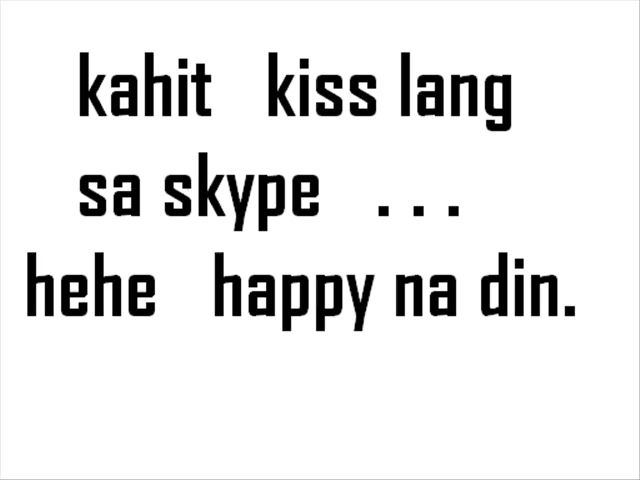 kahit kiss lang
sa skype . . .
hehe happy na din.